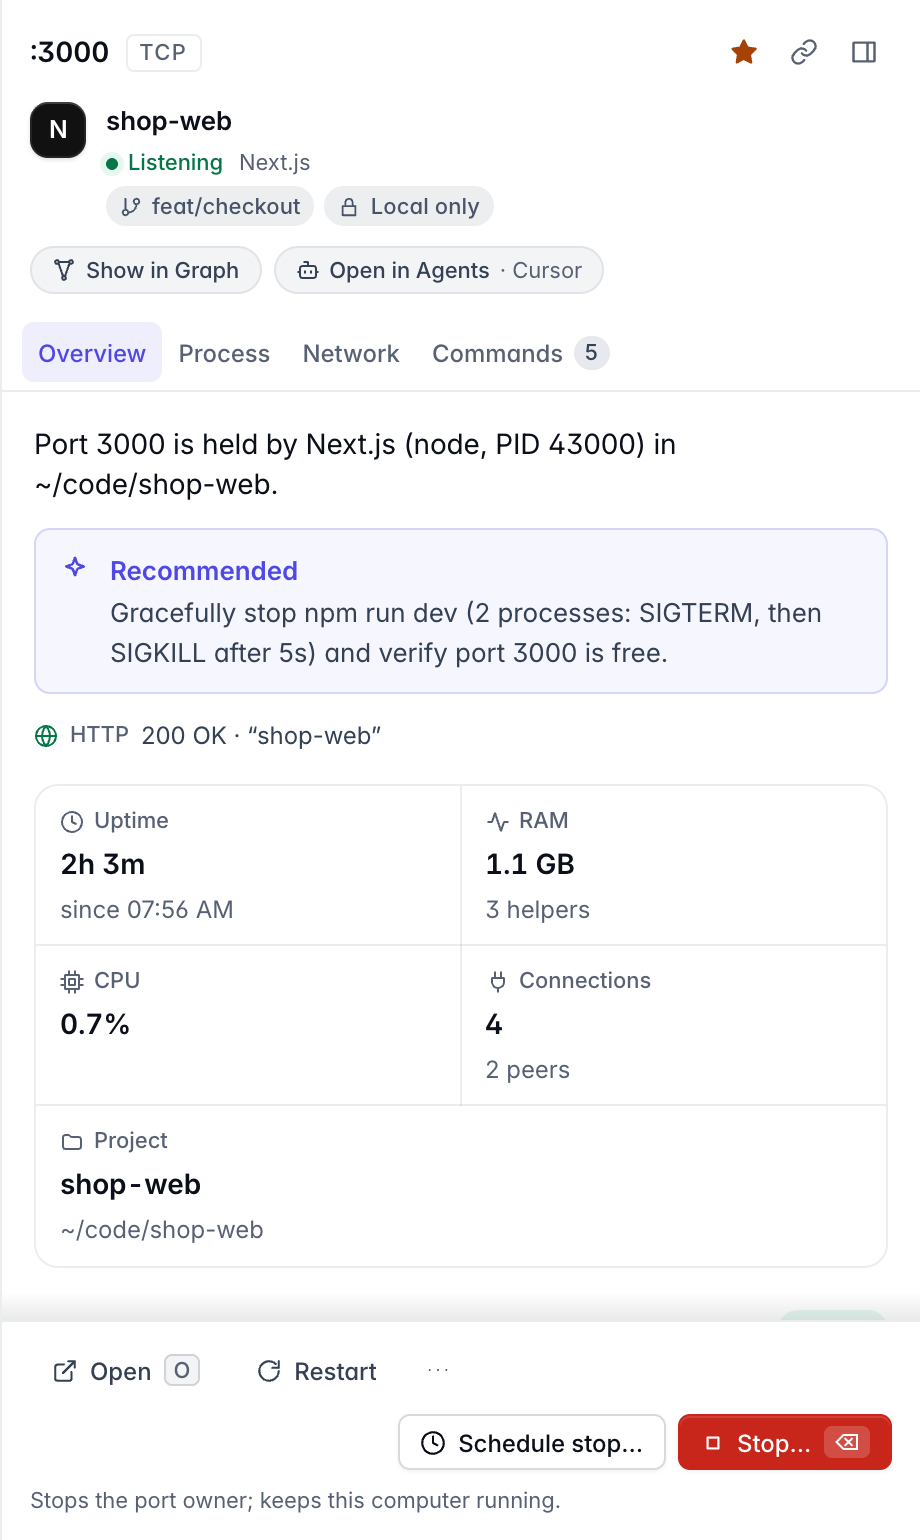 :3000 TCP
N
shop-web
Listening Next.js
feat/checkout Local only
Show in Graph Open in Agents · Cursor
Overview Process Network Commands 5
Port 3000 is held by Next.js (node, PID 43000) in
~/code/shop-web.
Recommended
Gracefully stop npm run dev (2 processes: SIGTERM, then
SIGKILL after 5s) and verify port 3000 is free.
HTTP 200 OK · “shop-web”
Uptime
2h 3m
since 07:56 AM
RAM
1.1 GB
3 helpers
CPU
0.7%
Connections
4
2 peers
Project
shop-web
~/code/shop-web
Open O Restart ···
Schedule stop... Stop...
Stops the port owner; keeps this computer running.